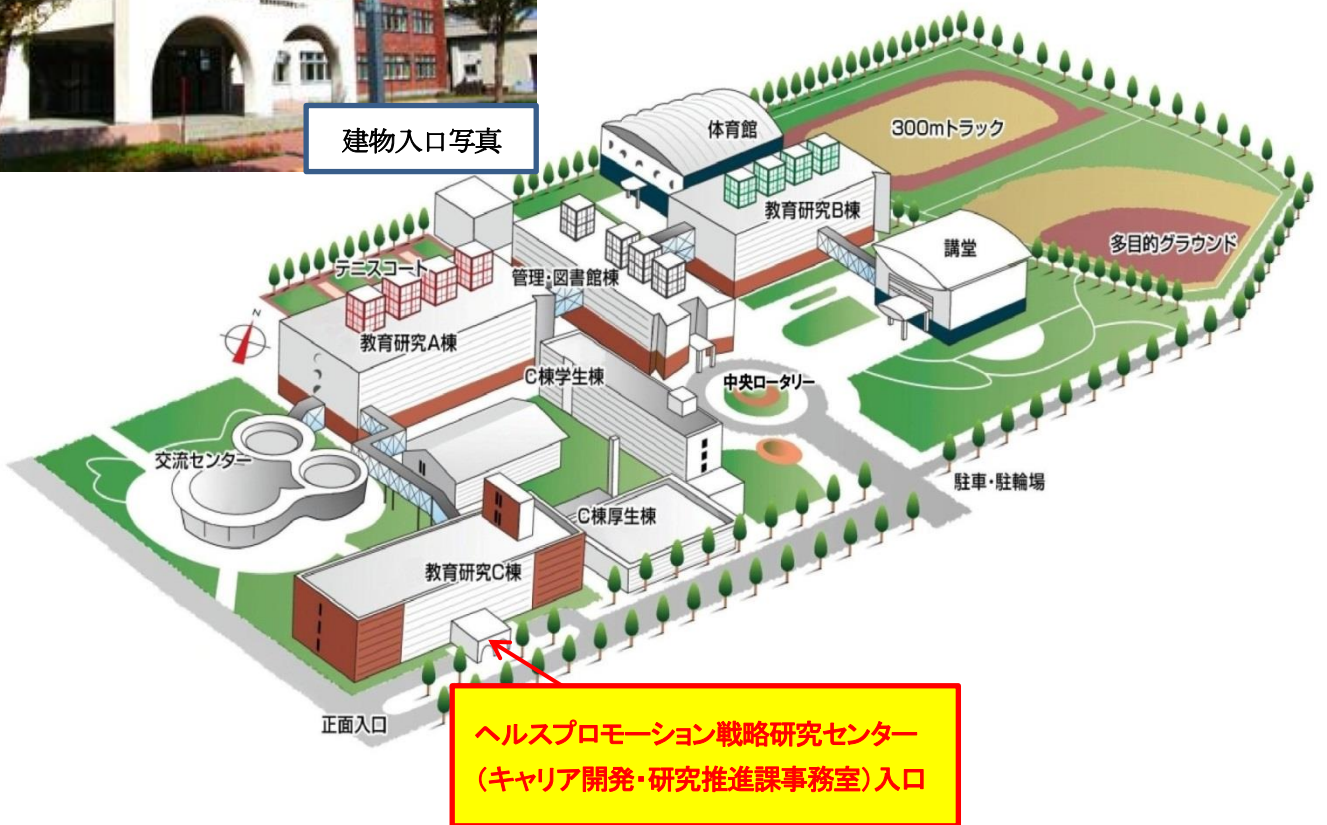 建物入口写真
体育館
300mトラック
教育研究B棟
講堂
多目的グラウンド
テニスコート
管理・図書館棟
N
教育研究A棟
C棟学生棟
中央ロータリー
交流センター
駐車・駐輪場
C棟厚生棟
教育研究C棟
正面入口
ヘルスプロモーション戦略研究センター
（キャリア開発・研究推進課事務室）入口